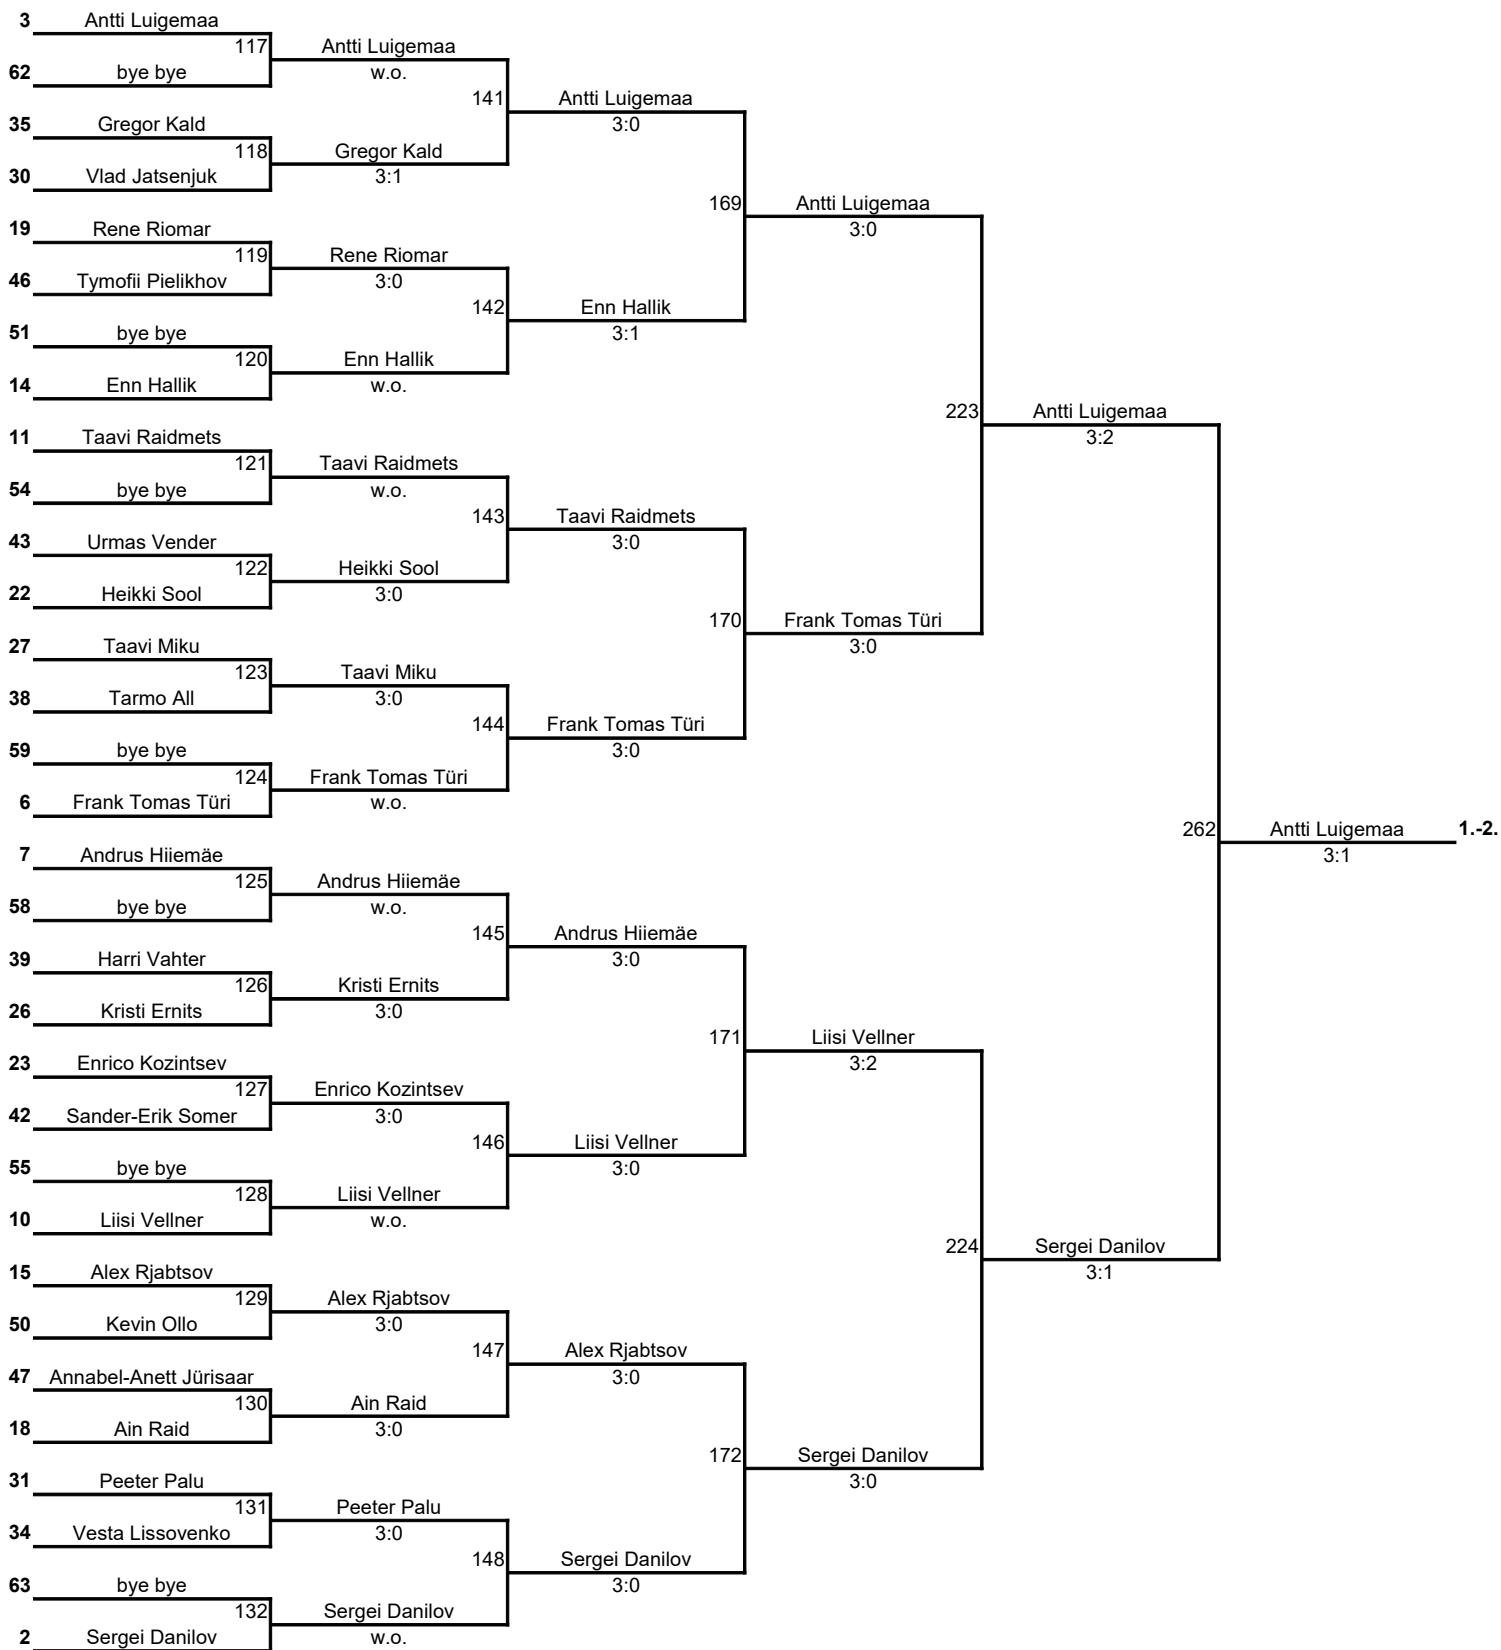 3 Antti Luigemaa
117 Antti Luigemaa
62 bye bye w.o.
141 Antti Luigemaa
35 Gregor Kald 3:0
118 Gregor Kald
30 Vlad Jatsenjuk 3:1
169 Antti Luigemaa
19 Rene Riomar 3:0
119 Rene Riomar
46 Tymofii Pielikhov 3:0
142 Enn Hallik
51 bye bye 3:1
120 Enn Hallik
14 Enn Hallik w.o.
223 Antti Luigemaa
11 Taavi Raidmets 3:2
121 Taavi Raidmets
54 bye bye w.o.
143 Taavi Raidmets
43 Urmas Vender 3:0
122 Heikki Sool
22 Heikki Sool 3:0
170 Frank Tomas Türi
27 Taavi Miku 3:0
123 Taavi Miku
38 Tarmo All 3:0
144 Frank Tomas Türi
59 bye bye 3:0
124 Frank Tomas Türi
6 Frank Tomas Türi w.o.
262 Antti Luigemaa 1.-2.
7 Andrus Hiiemäe 3:1
125 Andrus Hiiemäe
58 bye bye w.o.
145 Andrus Hiiemäe
39 Harri Vahter 3:0
126 Kristi Ernits
26 Kristi Ernits 3:0
171 Liisi Vellner
23 Enrico Kozintsev 3:2
127 Enrico Kozintsev
42 Sander-Erik Somer 3:0
146 Liisi Vellner
55 bye bye 3:0
128 Liisi Vellner
10 Liisi Vellner w.o.
224 Sergei Danilov
15 Alex Rjabtsov 3:1
129 Alex Rjabtsov
50 Kevin Ollo 3:0
147 Alex Rjabtsov
47 Annabel-Anett Jürisaar 3:0
130 Ain Raid
18 Ain Raid 3:0
172 Sergei Danilov
31 Peeter Palu 3:0
131 Peeter Palu
34 Vesta Lissovenko 3:0
148 Sergei Danilov
63 bye bye 3:0
132 Sergei Danilov
2 Sergei Danilov w.o.